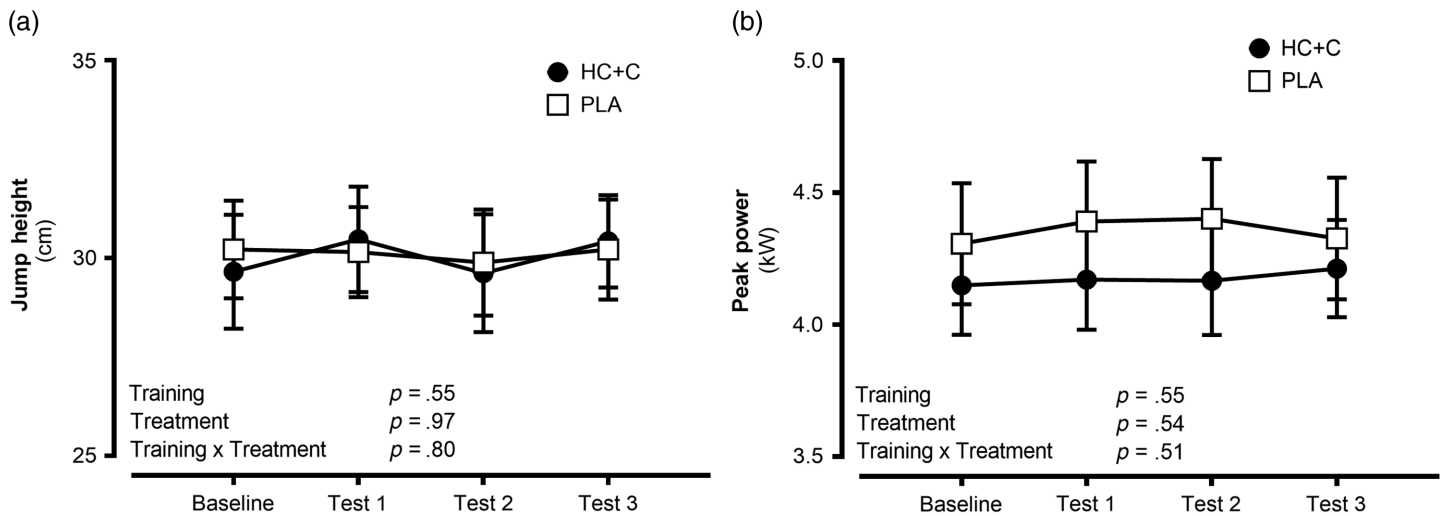 (a)
35
30
25
Jump height
(cm)
HC+C
PLA
Training p = .55
Treatment p = .97
Training x Treatment p = .80
Baseline Test 1 Test 2 Test 3
(b)
5.0
4.5
4.0
3.5
Peak power
(kW)
HC+C
PLA
Training p = .55
Treatment p = .54
Training x Treatment p = .51
Baseline Test 1 Test 2 Test 3